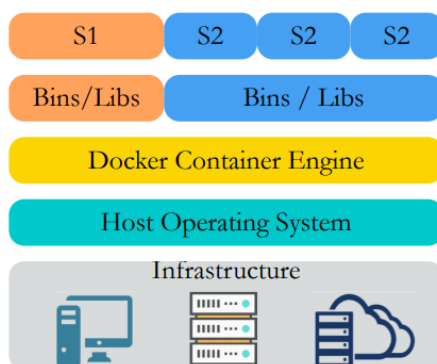 S1 S2 S2 S2
Bins/Libs Bins / Libs
Docker Container Engine
Host Operating System
Infrastructure